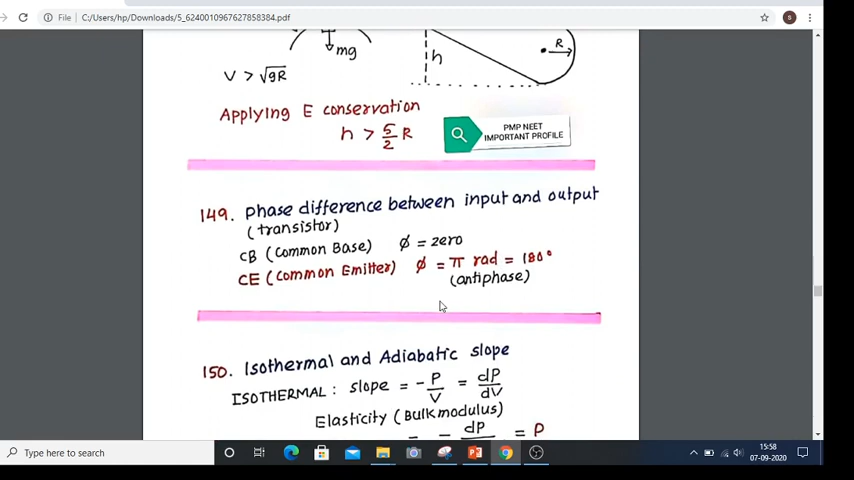 File
C:/Users/hp/Downloads/5_6240010967627858384.pdf
S
mg
h
R
V > √gR
Applying E conservation
h > 5/2 R
PMP NEET
IMPORTANT PROFILE
149. Phase difference between input and output
(transistor)
CB (Common Base) ϕ = zero
CE (Common Emitter) ϕ = π rad = 180°
(antiphase)
150. Isothermal and Adiabatic slope
ISOTHERMAL: slope = -P/V = dP/dV
Elasticity (Bulkmodulus)
= - dP = P
Type here to search
15:58
07-09-2020